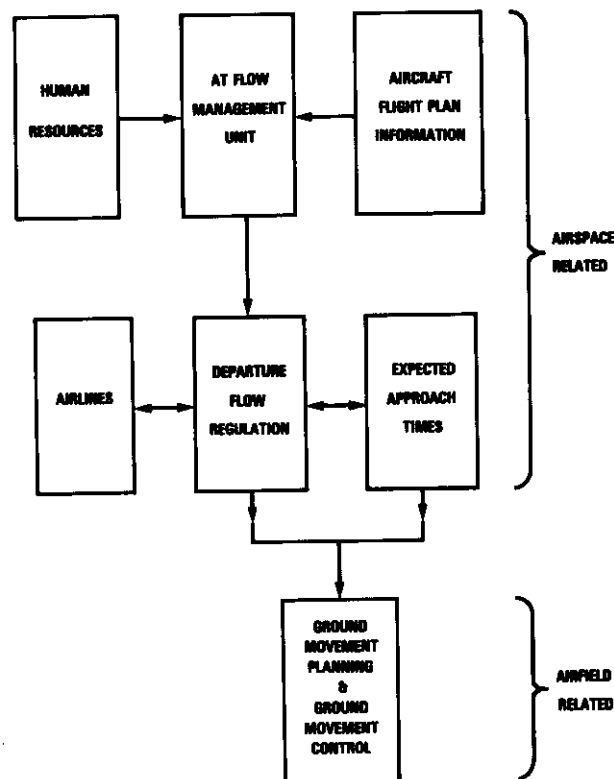 HUMAN
RESOURCES
AT FLOW
MANAGEMENT
UNIT
AIRCRAFT
FLIGHT PLAN
INFORMATION
AIRSPACE
RELATED
AIRLINES
DEPARTURE
FLOW
REGULATION
EXPECTED
APPROACH
TIMES
GROUND
MOVEMENT
PLANNING
&
GROUND
MOVEMENT
CONTROL
AIRFIELD
RELATED